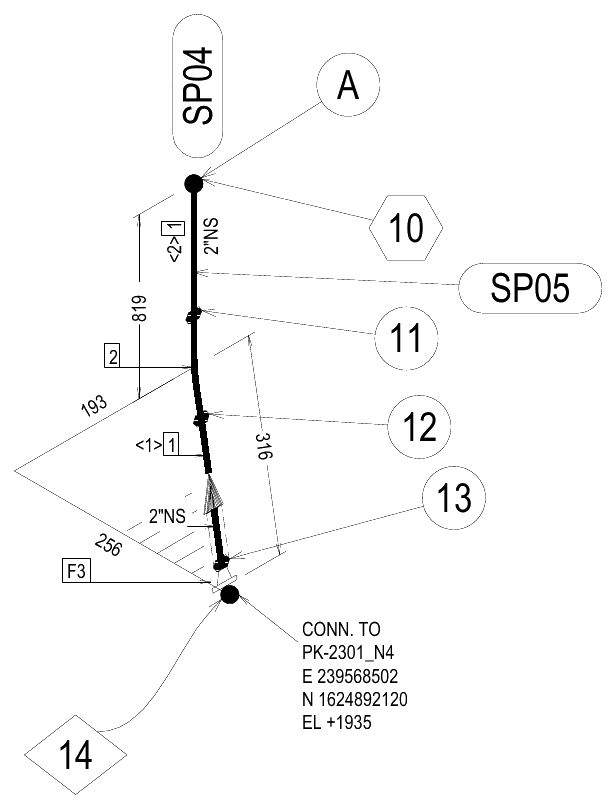 SP04
A
10
<2>
1
2"NS
SP05
819
11
2
193
12
316
<1>
1
13
2"NS
256
F3
CONN. TO
PK-2301_N4
E 239568502
N 1624892120
EL +1935
14